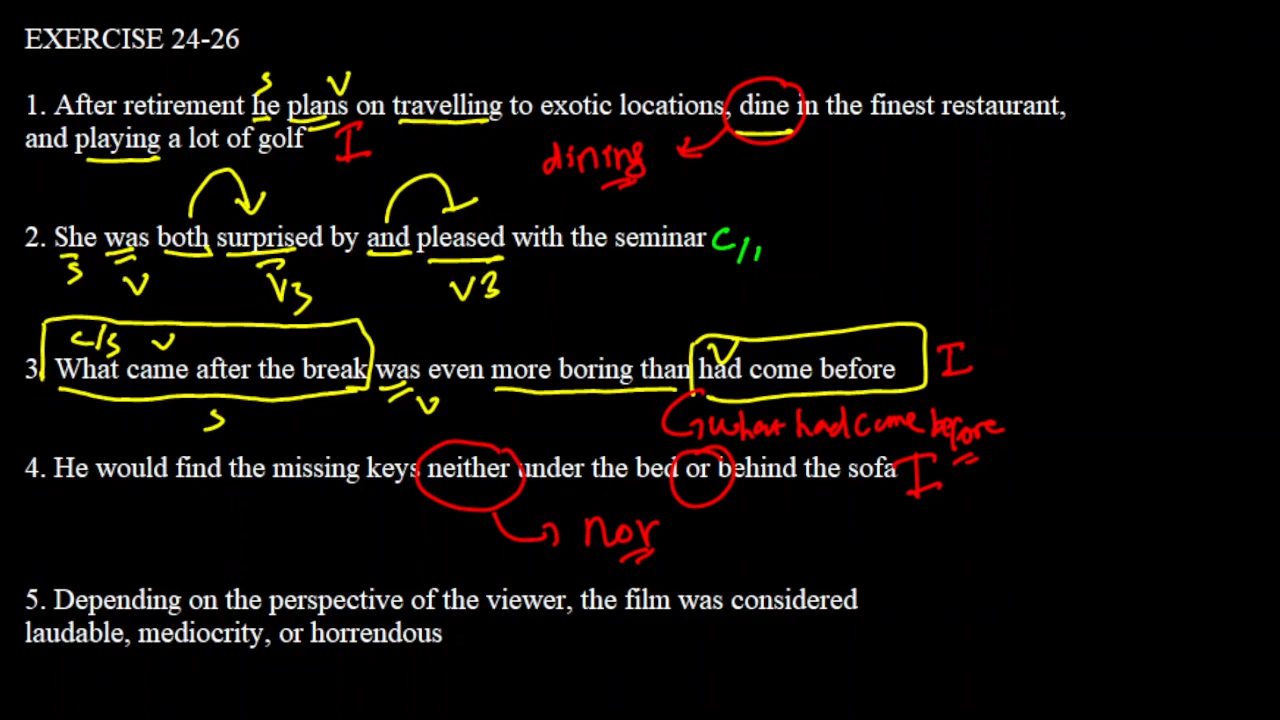 EXERCISE 24-26
S V
1. After retirement he plans on travelling to exotic locations, dine in the finest restaurant,
and playing a lot of golf I
dining
2. She was both surprised by and pleased with the seminar C
S V V3 V3
C/S V V
3. What came after the break was even more boring than had come before I
S V what had come before
4. He would find the missing keys neither under the bed or behind the sofa I
nor
5. Depending on the perspective of the viewer, the film was considered
laudable, mediocrity, or horrendous